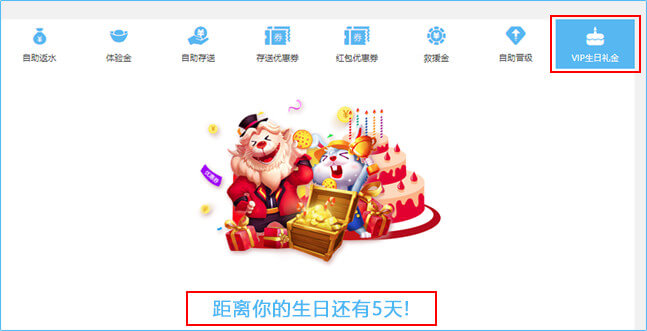 自助返水
体验金
自助存送
存送优惠券
红包优惠券
救援金
自助晋级
VIP生日礼金
券
券
优惠券
距离你的生日还有5天!